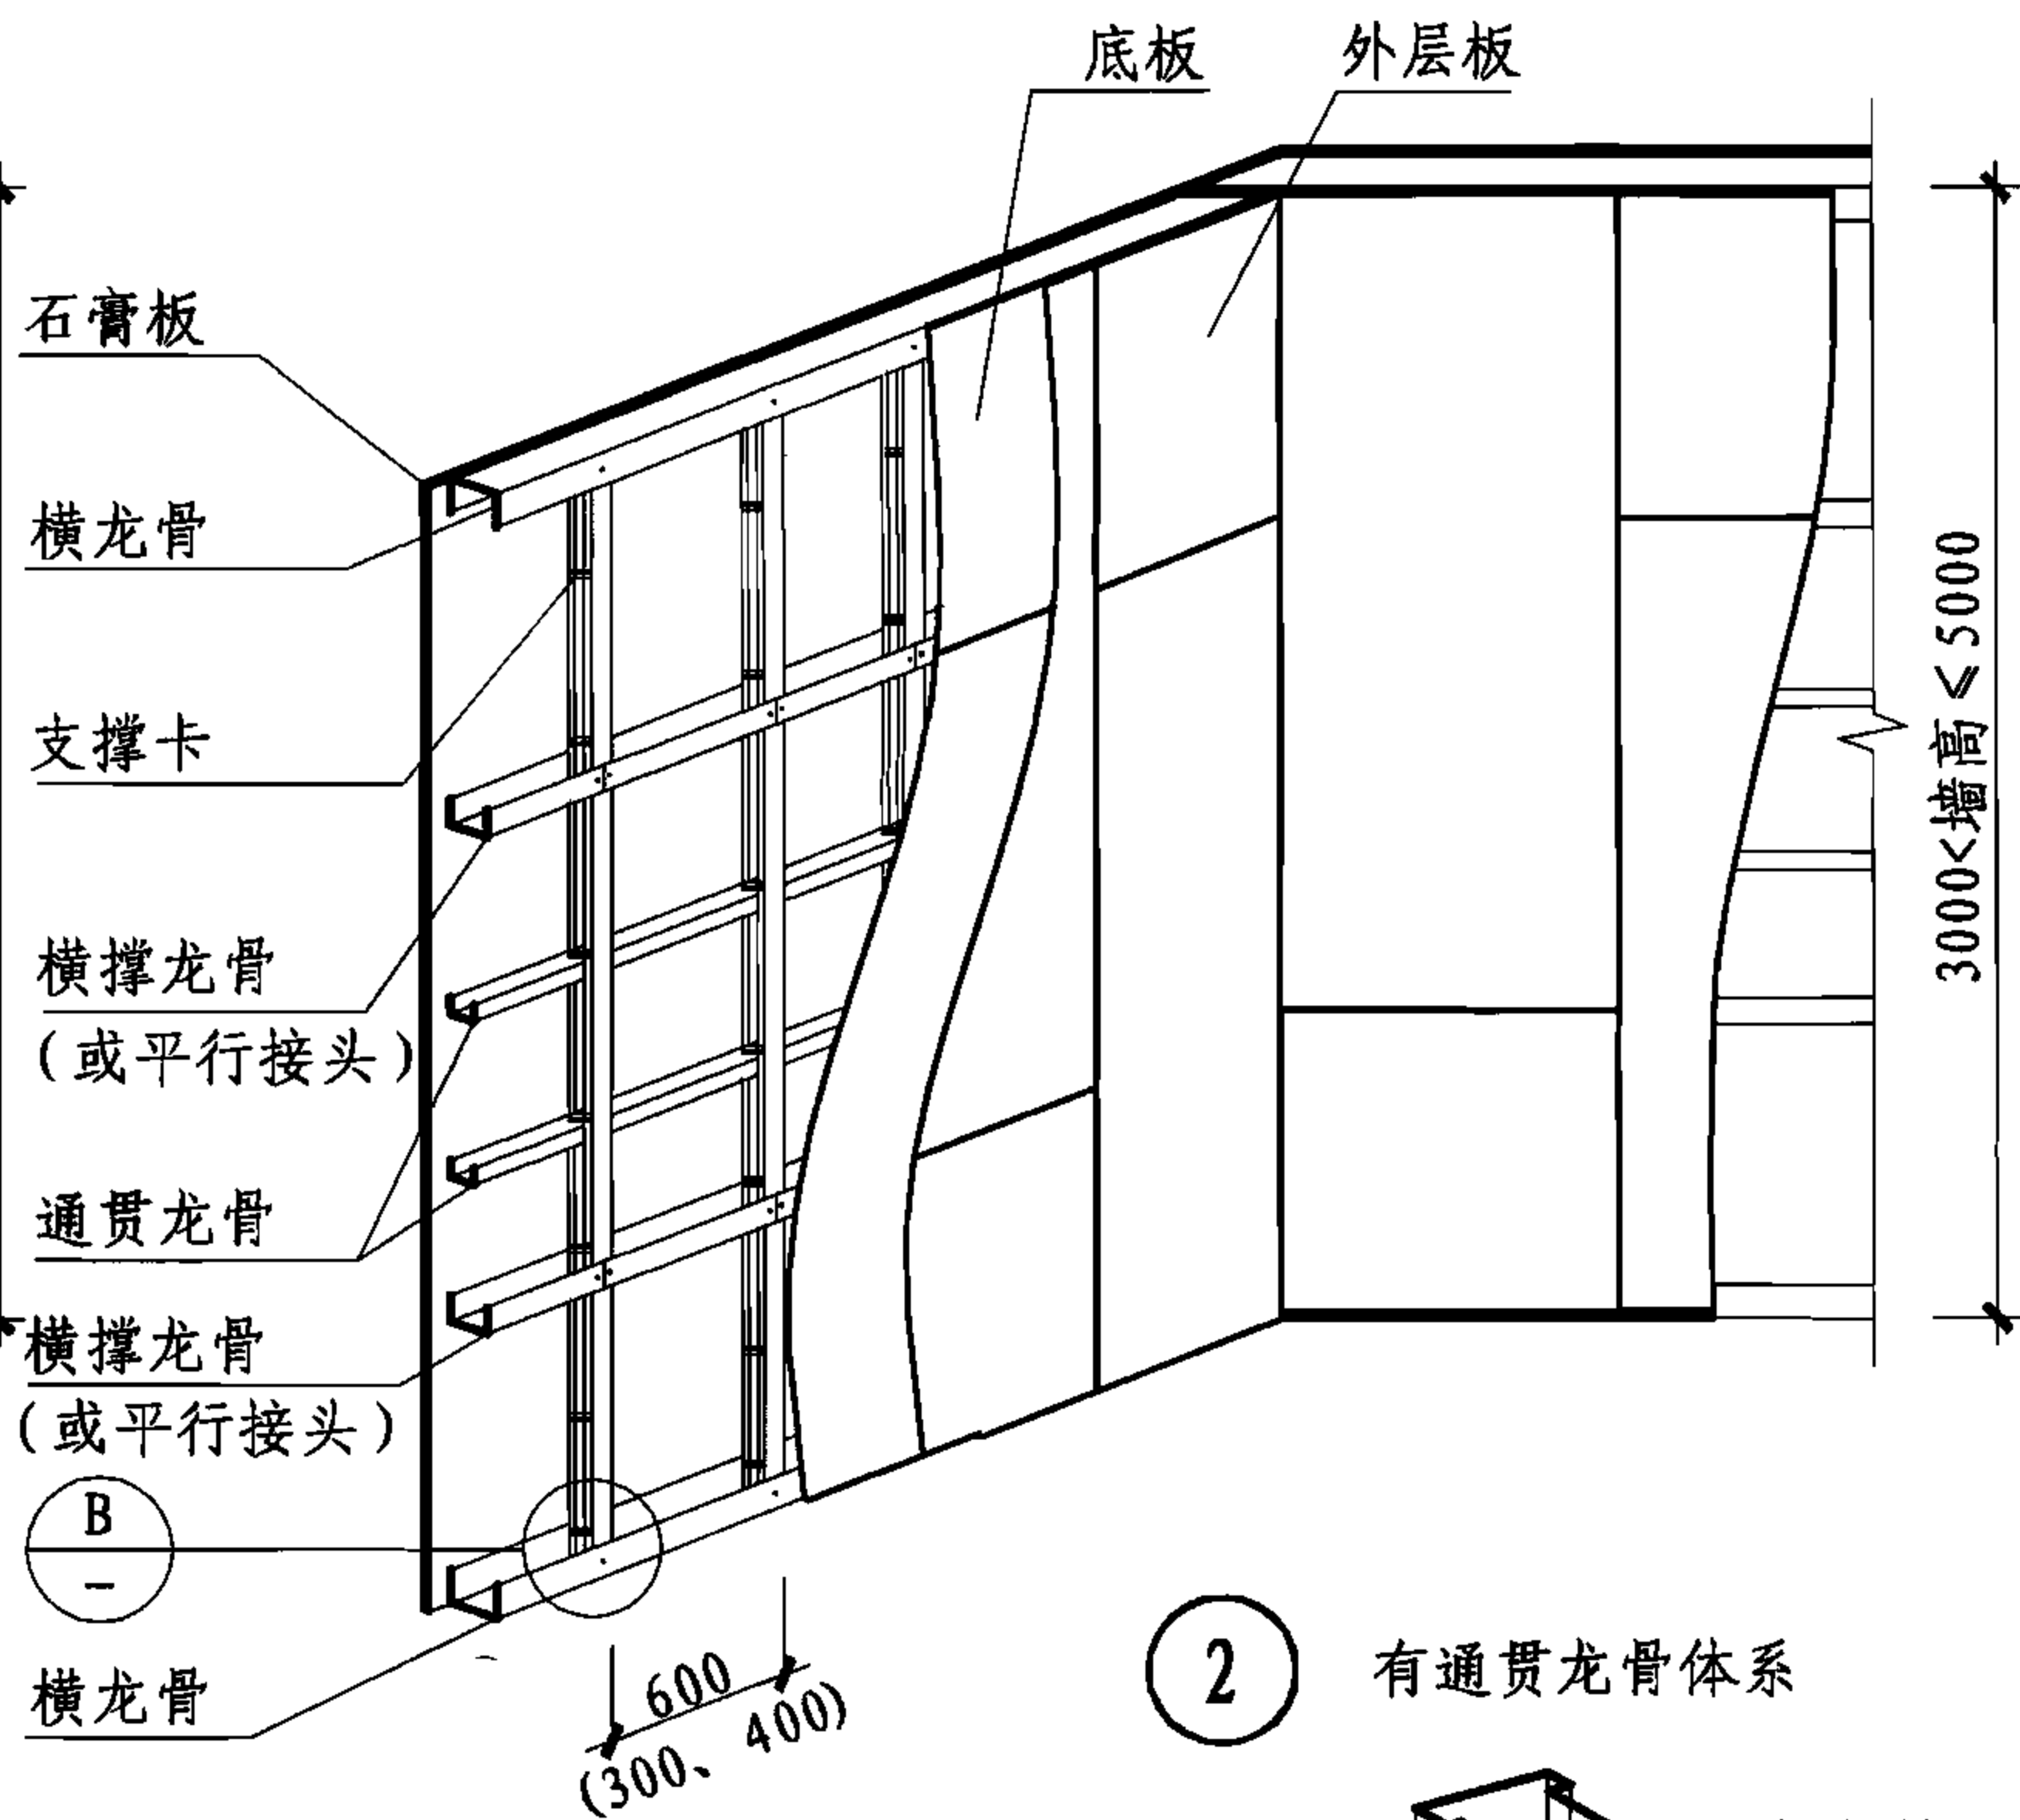 底板
外层板
石膏板
横龙骨
支撑卡
横撑龙骨
(或平行接头)
通贯龙骨
横撑龙骨
(或平行接头)
B
–
横龙骨
600
(300、400)
3000<墙高≤5000
2
有通贯龙骨体系